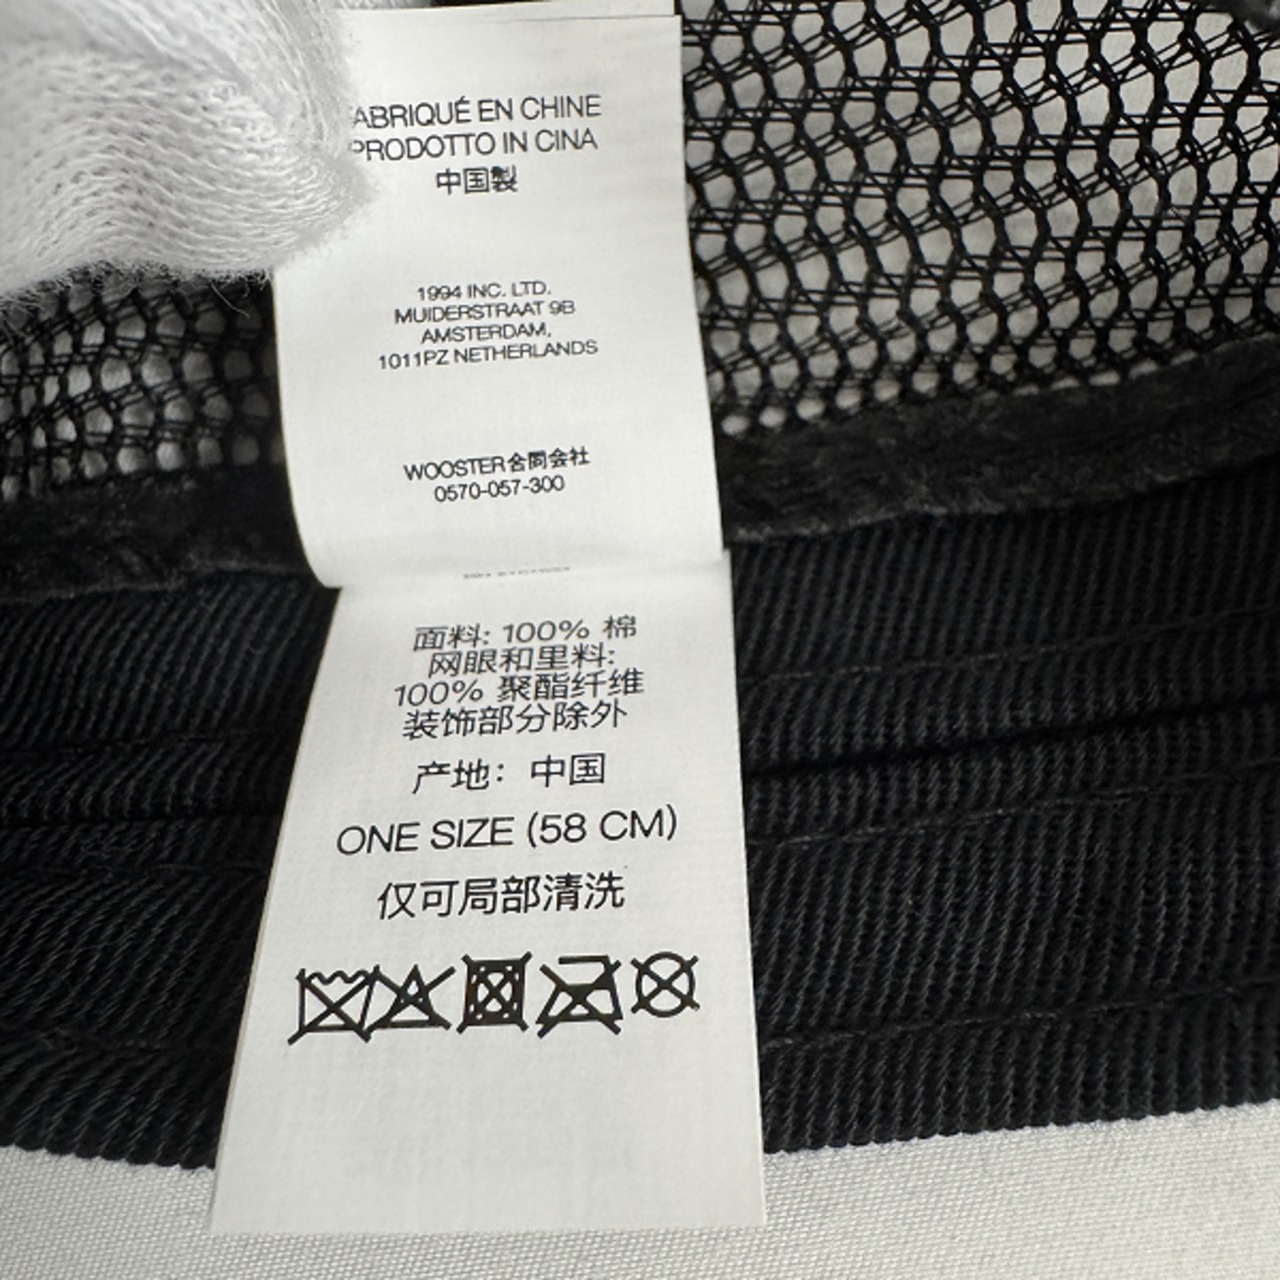 ABRIQUÉ EN CHINE
PRODOTTO IN CINA
中国製
1994 INC. LTD.
MUIDERSTRAAT 9B
AMSTERDAM,
1011PZ NETHERLANDS
WOOSTER合同会社
0570-057-300
面料: 100% 棉
网眼和里料:
100% 聚酯纤维
装饰部分除外
产地: 中国
ONE SIZE (58 CM)
仅可局部清洗